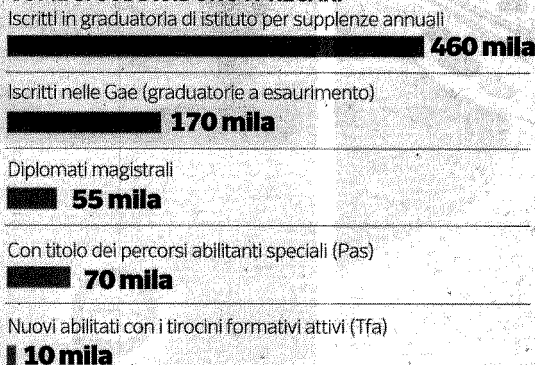 Iscritti in graduatoria di istituto per supplenze annuali
460 mila
Iscritti nelle Gae (graduatorie a esaurimento)
170 mila
Diplomati magistrali
55 mila
Con titolo dei percorsi abilitanti speciali (Pas)
70 mila
Nuovi abilitati con i tirocini formativi attivi (Tfa)
10 mila